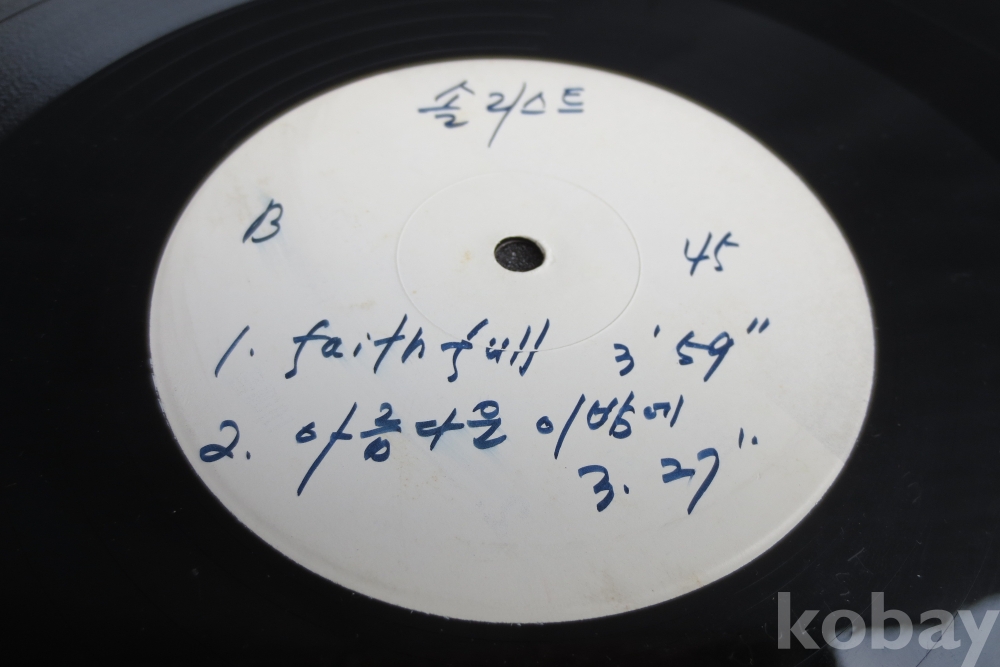 솔리스트
B
45
1. faithfull 3'59"
2. 아름다운 이밤에
3. 27"
kobay